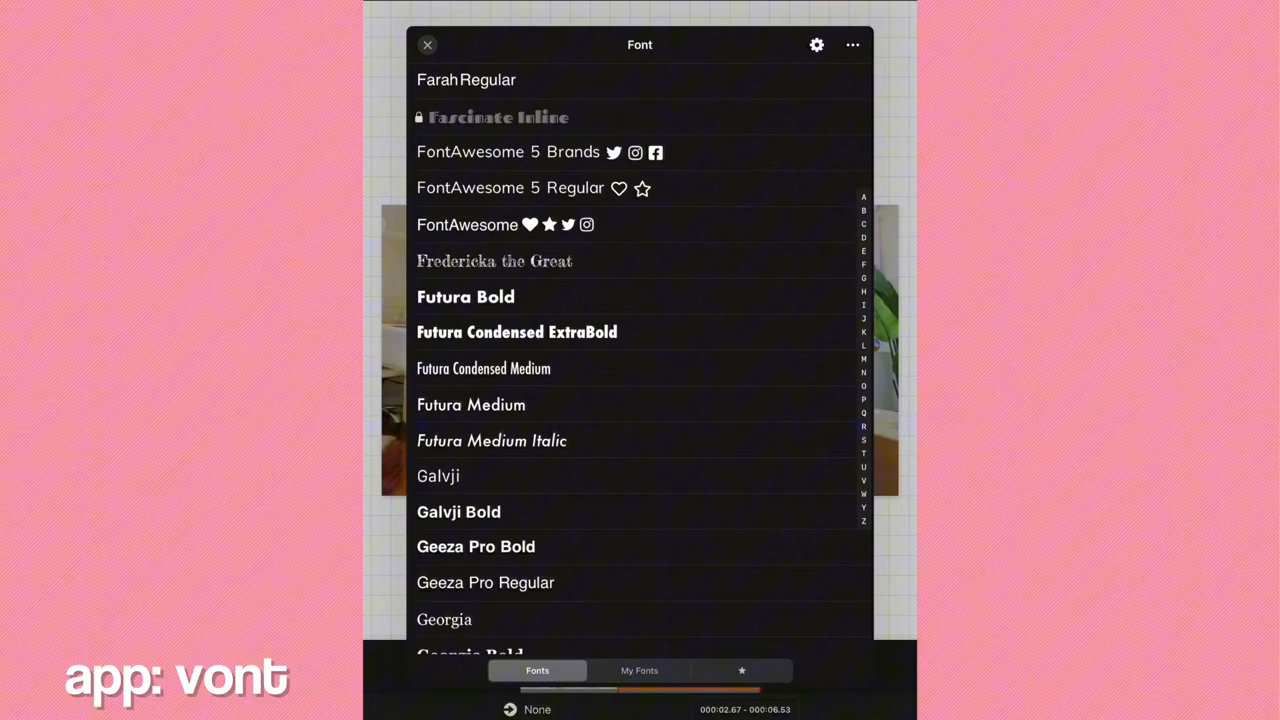 Font
Farah Regular
Fascinate Inline
FontAwesome 5 Brands
FontAwesome 5 Regular
FontAwesome
Fredericka the Great
Futura Bold
Futura Condensed ExtraBold
Futura Condensed Medium
Futura Medium
Futura Medium Italic
Galvji
Galvji Bold
Geeza Pro Bold
Geeza Pro Regular
Georgia
Georgia Bold
A
B
C
D
E
F
G
H
I
J
K
L
M
N
O
P
Q
R
S
T
U
V
W
Y
Z
Fonts My Fonts
None 000:02.67 - 000:06.53
app: vont